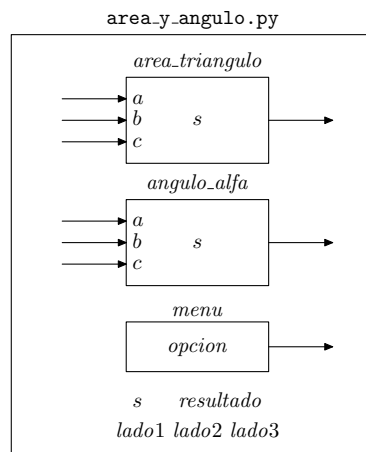 area_y_angulo.py
area_triangulo
a
b s
c
angulo_alfa
a
b s
c
menu
opcion
s resultado
lado1 lado2 lado3